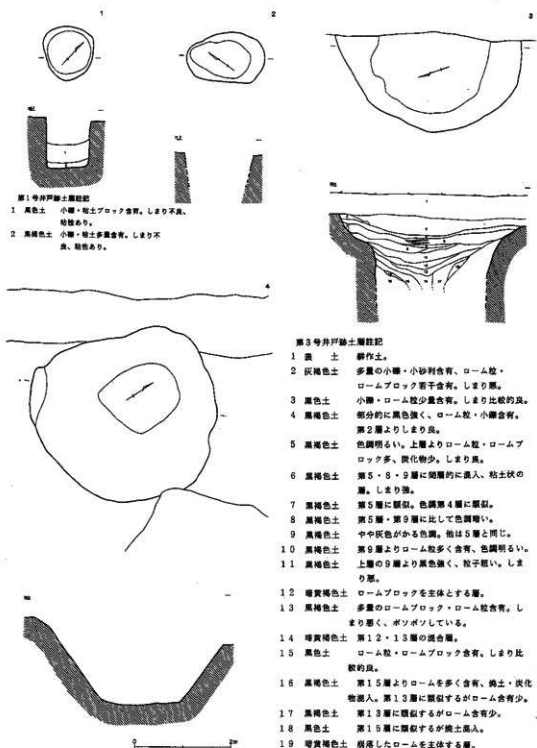 1
2
3
4
第1号井戸跡土層註記
1 黒色土 小礫・粘土ブロック含有。しまり不良、
粘性あり。
2 黒褐色土 小礫・粘土多量含有。しまり不
良、粘性あり。
第3号井戸跡土層註記
1 表土 耕作土。
2 灰褐色土 多量の小礫・小砂利含有、ローム粒・
ロームブロック若干含有。しまり悪。
3 黒色土 小礫・ローム粒少量含有。しまり比較的良。
4 黒褐色土 部分的に黒色強く、ローム粒・小礫含有。
第2層よりしまり良。
5 黒褐色土 色調明るい。上層よりローム粒・ロームブ
ロック多、炭化物少。しまり良。
6 黒褐色土 第5・8・9層に間層的に混入、粘土状の
層。しまり強。
7 黒褐色土 第5層に類似。色調第4層に類似。
8 黒褐色土 第5層・第9層に比して色調暗い。
9 黒褐色土 やや灰色がかる色調。他は5層と同じ。
10 黒褐色土 第9層よりローム粒多く含有、色調明るい。
11 黒褐色土 上層の9層より黒色強く、粒子粗い。しま
り悪。
12 暗黄褐色土 ロームブロックを主体とする層。
13 黒褐色土 多量のロームブロック・ローム粒含有。し
まり悪く、ボソボソしている。
14 暗黄褐色土 第12・13層の混合層。
15 黒色土 ローム粒・ロームブロック含有。しまり比
較的良。
16 黒褐色土 第15層よりロームを多く含有、焼土・炭化
物混入。第13層に類似するがローム含有少。
17 黒褐色土 第13層に類似するがローム含有少。
18 黒色土 第15層に類似するが焼土混入。
19 暗黄褐色土 崩落したロームを主体する層。
0 2m